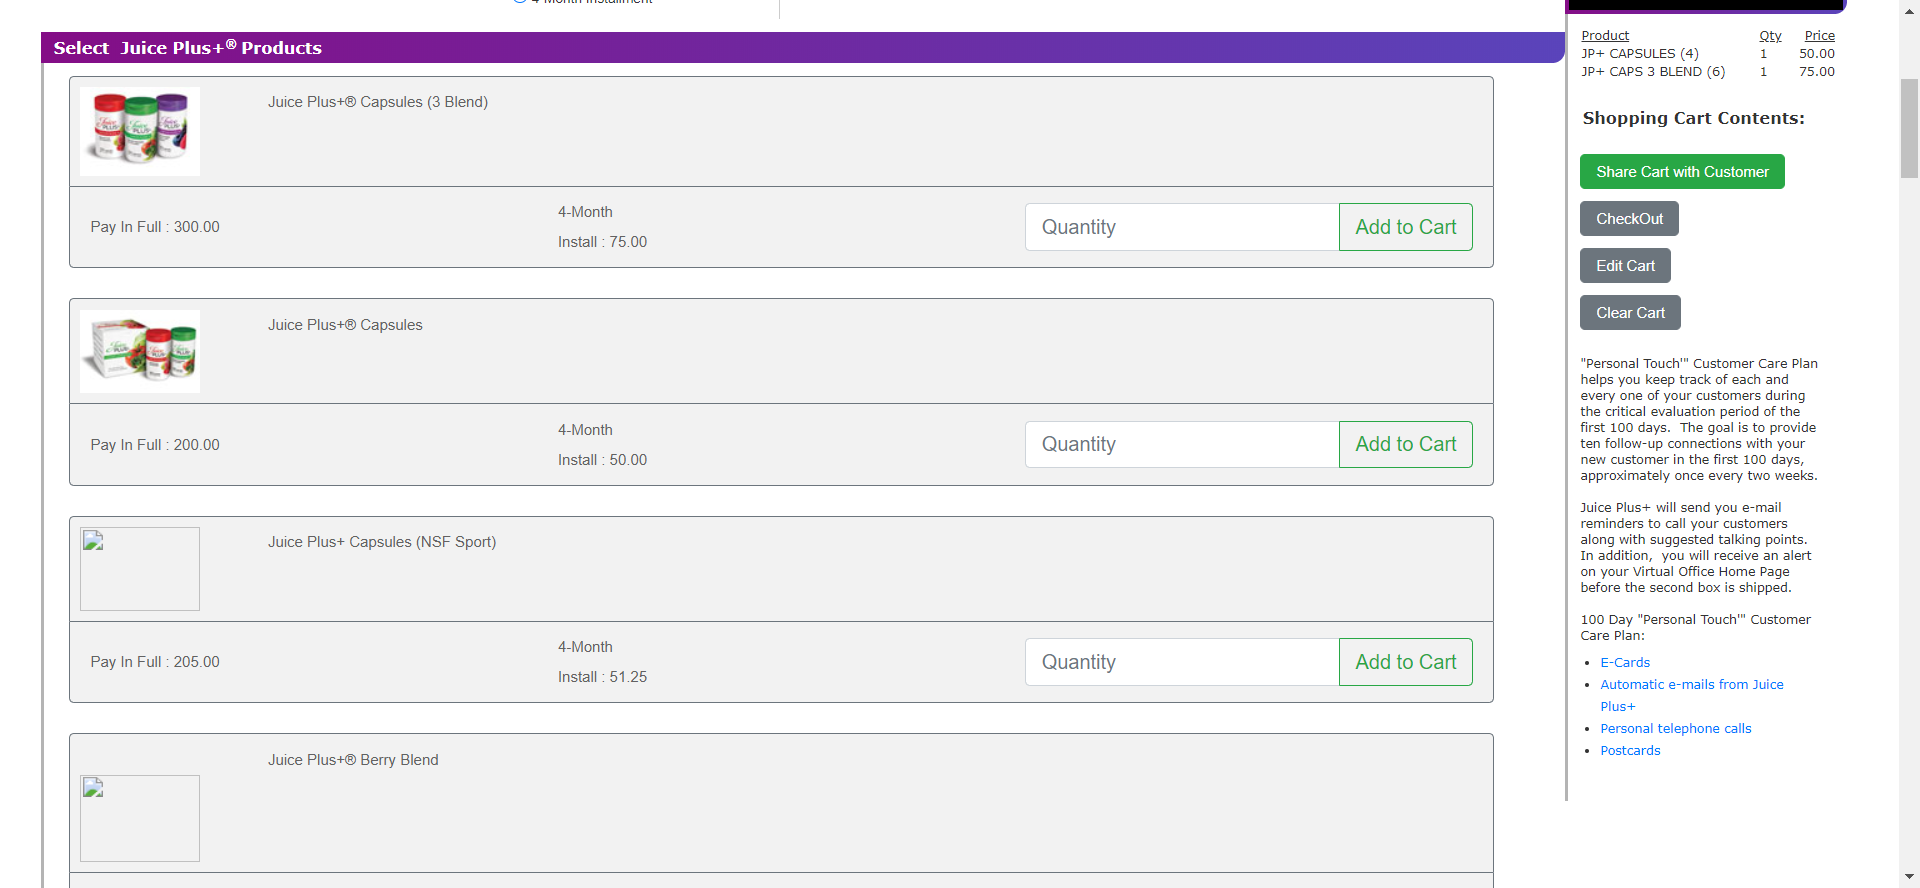 4-Month Installment
Select Juice Plus+® Products
Juice Plus+® Capsules (3 Blend)
Pay In Full : 300.00
4-Month
Install : 75.00
Quantity
Add to Cart
Juice Plus+® Capsules
Pay In Full : 200.00
4-Month
Install : 50.00
Quantity
Add to Cart
Juice Plus+ Capsules (NSF Sport)
Pay In Full : 205.00
4-Month
Install : 51.25
Quantity
Add to Cart
Juice Plus+® Berry Blend
Product Qty Price
JP+ CAPSULES (4) 1 50.00
JP+ CAPS 3 BLEND (6) 1 75.00
Shopping Cart Contents:
Share Cart with Customer
CheckOut
Edit Cart
Clear Cart
"Personal Touch'" Customer Care Plan
helps you keep track of each and
every one of your customers during
the critical evaluation period of the
first 100 days. The goal is to provide
ten follow-up connections with your
new customer in the first 100 days,
approximately once every two weeks.
Juice Plus+ will send you e-mail
reminders to call your customers
along with suggested talking points.
In addition, you will receive an alert
on your Virtual Office Home Page
before the second box is shipped.
100 Day "Personal Touch'" Customer
Care Plan:
• E-Cards
• Automatic e-mails from Juice
Plus+
• Personal telephone calls
• Postcards